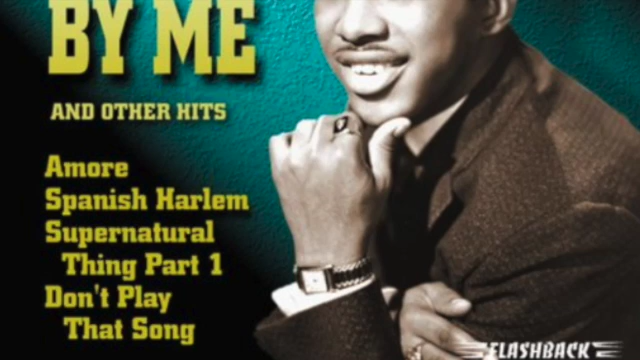 BY ME
AND OTHER HITS
Amore
Spanish Harlem
Supernatural
Thing Part 1
Don't Play
That Song
FLASHBACK